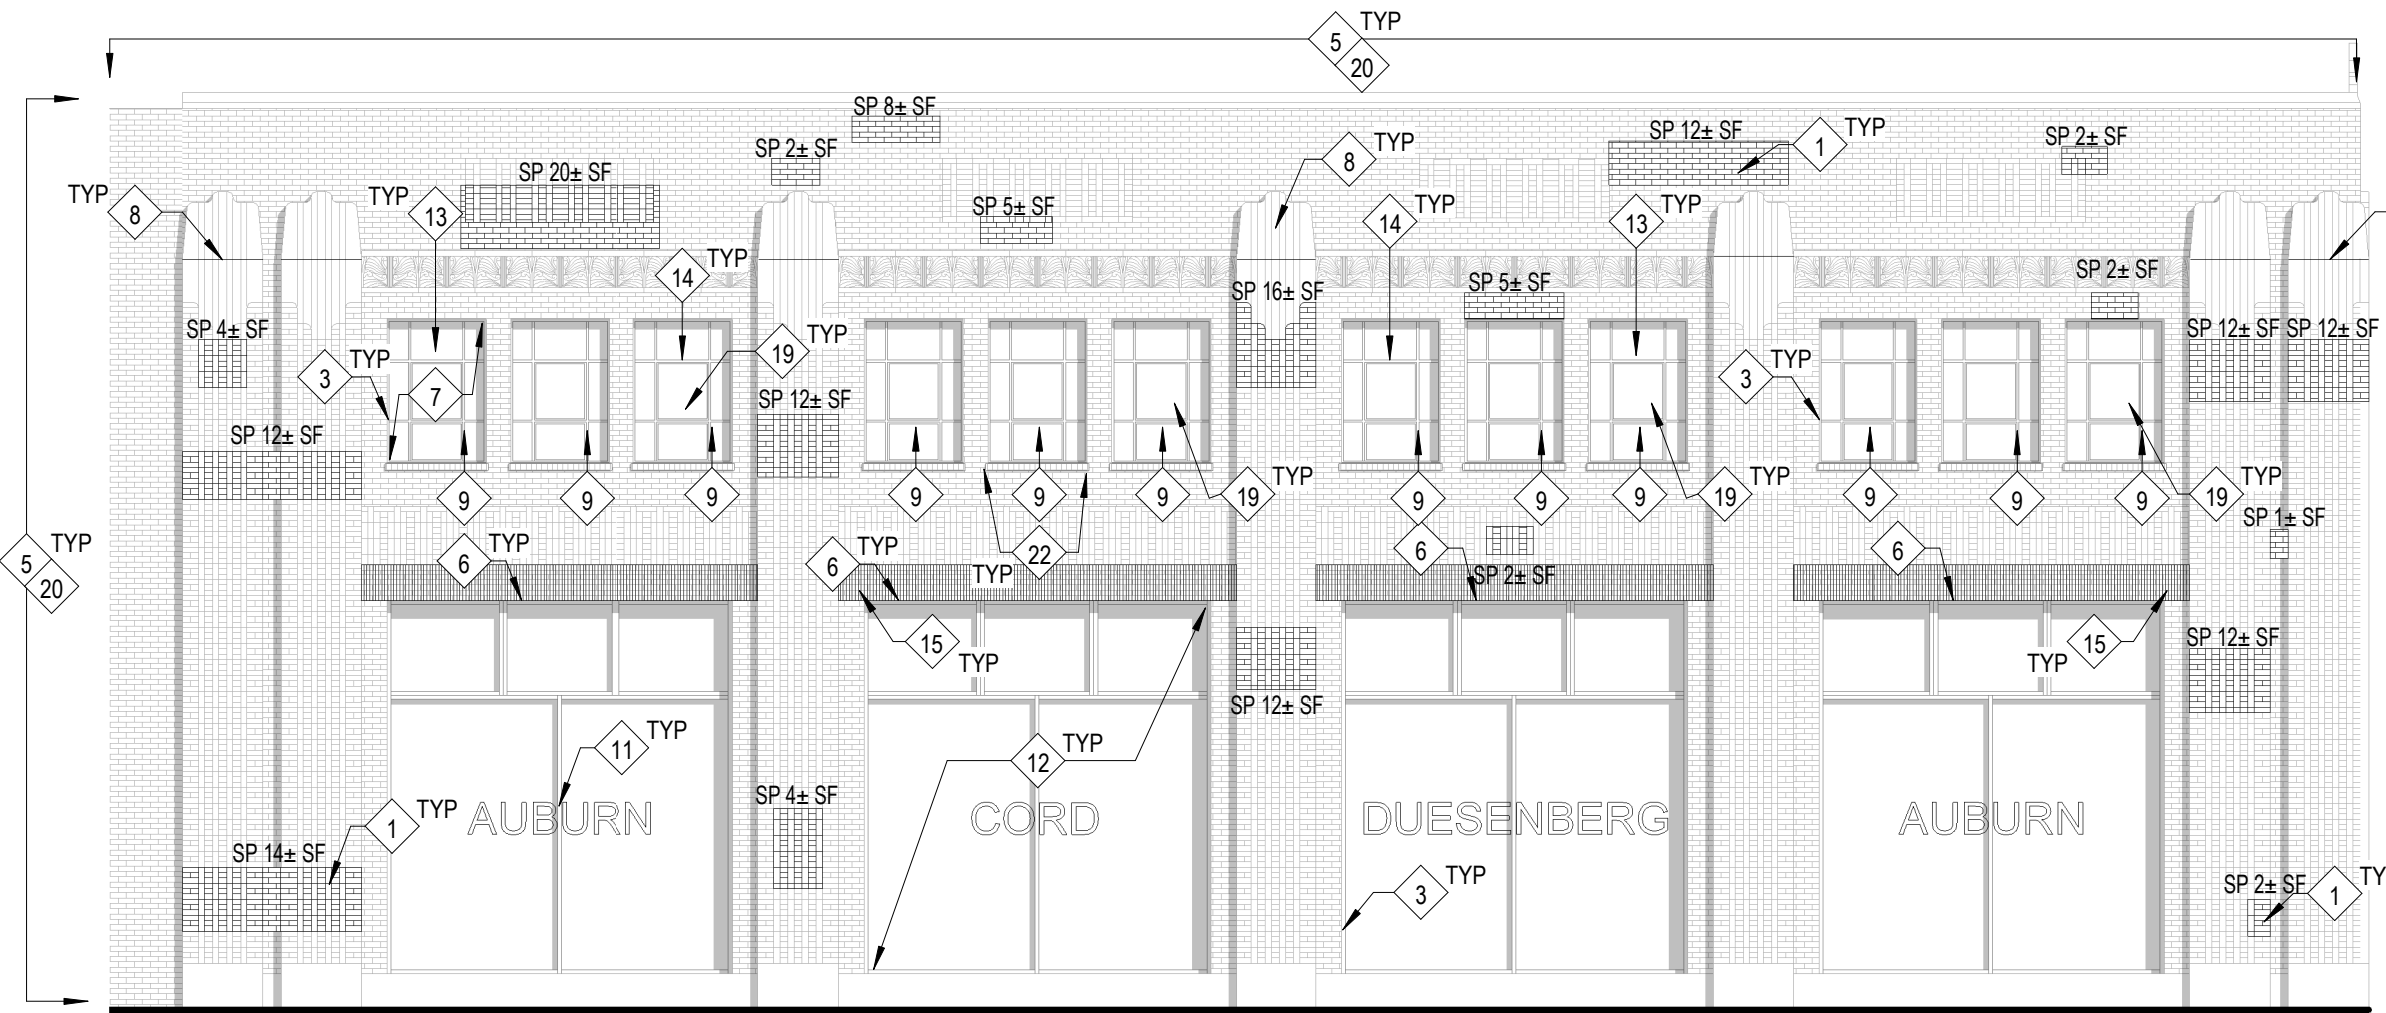 5 TYP
20
SP 8± SF
SP 2± SF
SP 12± SF
1 TYP
SP 2± SF
8 TYP
SP 20± SF
TYP 8
TYP 13
SP 5± SF
14 TYP
13 TYP
14 TYP
SP 16± SF
SP 5± SF
SP 2± SF
SP 4± SF
19 TYP
SP 12± SF
SP 12± SF
3 TYP
7
3 TYP
SP 12± SF
SP 12± SF
9
9
9
9
9
9
19 TYP
9
9
9
19 TYP
9
9
9
19 TYP
SP 1± SF
5 TYP
20
6 TYP
6 TYP
22
TYP
6 TYP
SP 2± SF
6 TYP
15
TYP
15
TYP
SP 12± SF
SP 12± SF
11 TYP
12 TYP
SP 4± SF
AUBURN
CORD
DUESENBERG
AUBURN
1 TYP
SP 14± SF
3 TYP
SP 2± SF
1 TY